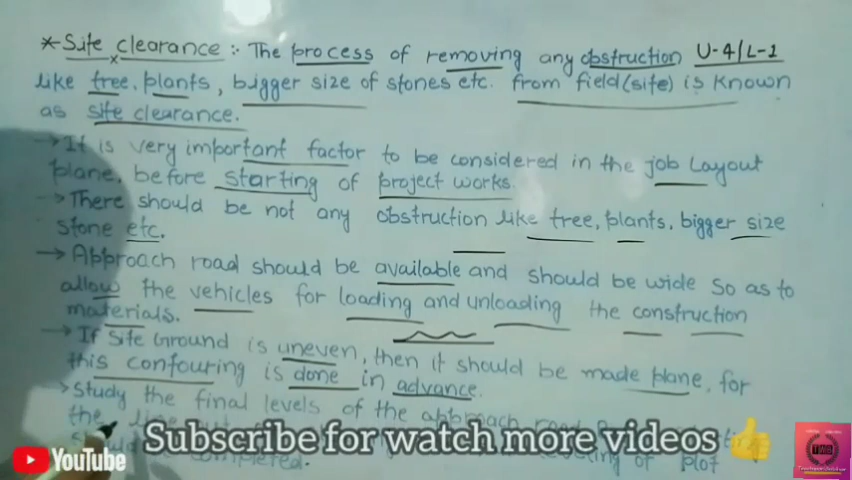 *Site clearance :- The process of removing any obstruction U-4/L-1
like tree, plants, bigger size of stones etc. from field(site) is known
as site clearance.
→ It is very important factor to be considered in the job Layout
plane, before starting of project works.
→ There should be not any obstruction like tree, plants, bigger size
stone etc.
→ Approach road should be available and should be wide so as to
allow the vehicles for loading and unloading the construction
materials.
→ If Site Ground is uneven, then it should be made plane, for
this contouring is done in advance.
> Study the final levels of the approach road
the
of plot
completed.
Subscribe for watch more videos 👍
YouTube